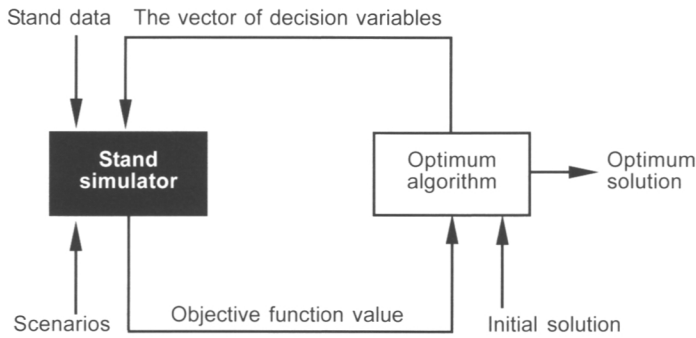 Stand data
The vector of decision variables
Stand
simulator
Optimum
algorithm
Optimum
solution
Scenarios
Objective function value
Initial solution